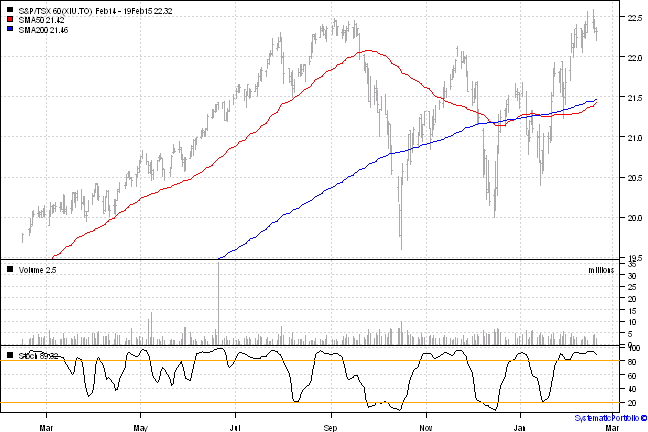 S&P/TSX 60(XIU.TO) Feb14 - 19Feb15 22.32
SMA50 21.42
SMA200 21.46
22.5
22.0
21.5
21.0
20.5
20.0
19.5
Volume 2.5
millions
35
30
25
20
15
10
5
0
100
80
60
40
20
Mar May Jul Sep Nov Jan Mar
SystematicPortfolio ©